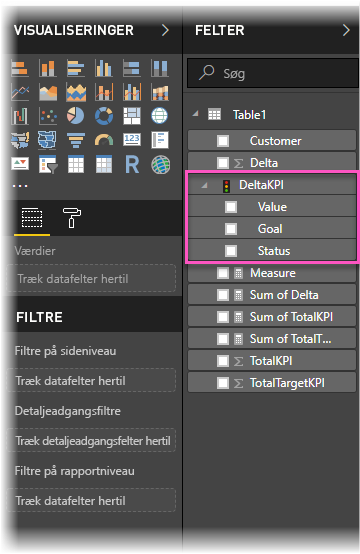 VISUALISERINGER
R
...
Værdier
Træk datafelter hertil
FILTRE
Filtre på sideniveau
Træk datafelter hertil
Detaljeadgangsfiltre
Træk detaljeadgangsfelter hertil
Filtre på rapportniveau
Træk datafelter hertil
FELTER
Søg
Table1
Customer
Σ Delta
DeltaKPI
Value
Goal
Status
Measure
Sum of Delta
Sum of TotalKPI
Sum of TotalT...
Σ TotalKPI
Σ TotalTargetKPI